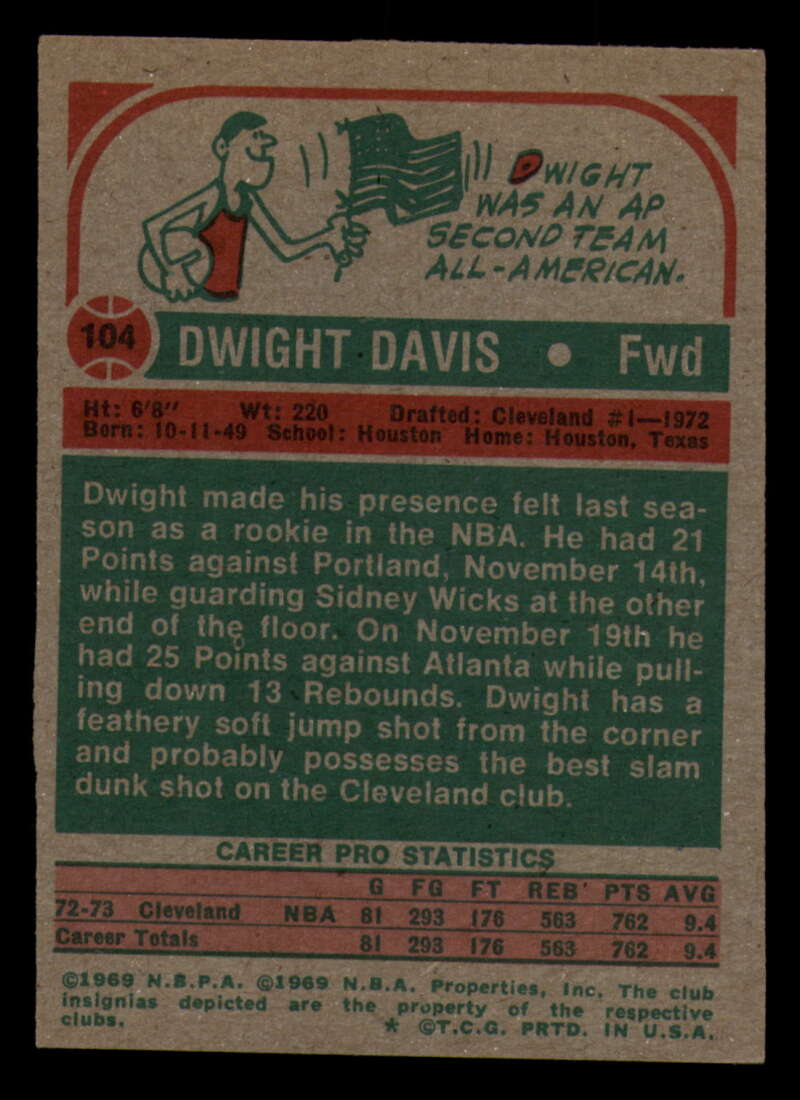 DWIGHT
WAS AN AP
SECOND TEAM
ALL-AMERICAN.
104
DWIGHT DAVIS • Fwd
Ht: 6'8" Wt: 220 Drafted: Cleveland #1—1972
Born: 10-11-49 School: Houston Home: Houston, Texas
Dwight made his presence felt last sea-
son as a rookie in the NBA. He had 21
Points against Portland, November 14th,
while guarding Sidney Wicks at the other
end of the floor. On November 19th he
had 25 Points against Atlanta while pull-
ing down 13 Rebounds. Dwight has a
feathery soft jump shot from the corner
and probably possesses the best slam
dunk shot on the Cleveland club.
CAREER PRO STATISTICS
G FG FT REB' PTS AVG
72-73 Cleveland NBA 81 293 176 563 762 9.4
Career Totals 81 293 176 563 762 9.4
©1969 N.B.P.A. ©1969 N.B.A. Properties, Inc. The club
insignias depicted are the property of the respective
clubs. * ©T.C.G. PRTD. IN U.S.A.